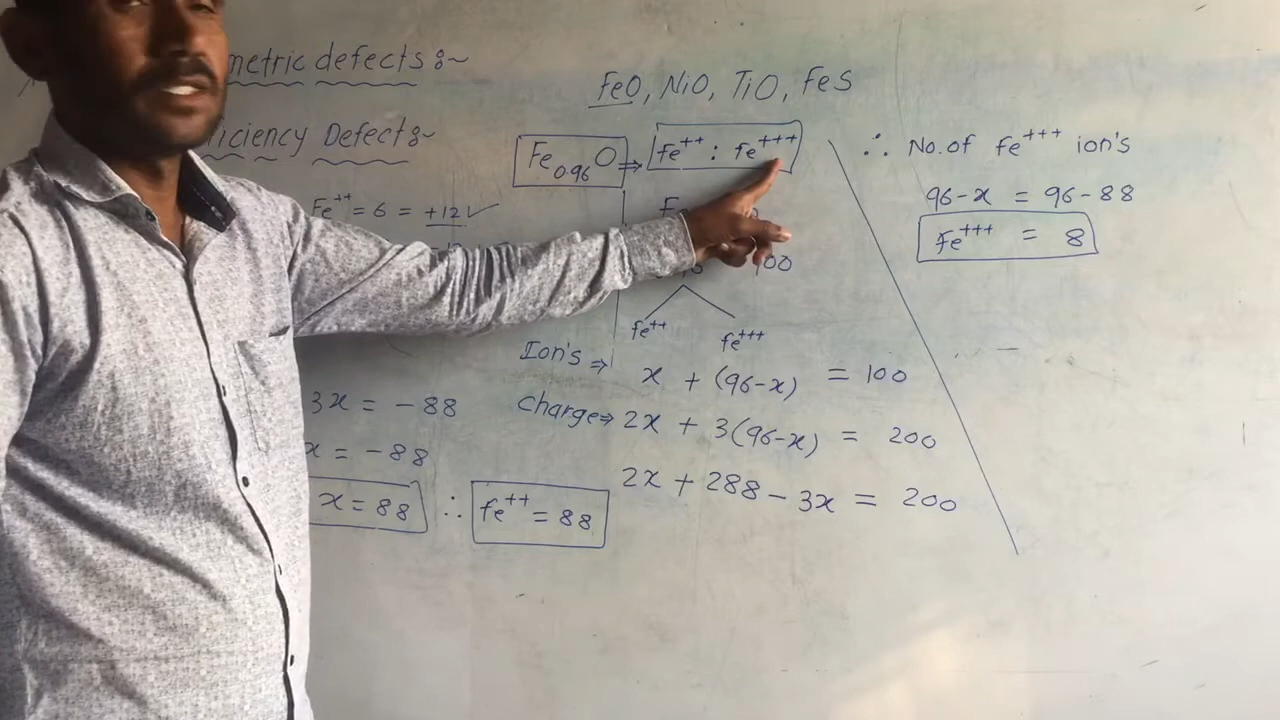 metric defects:~
FeO, NiO, TiO, FeS
iciency Defect:~
Fe0.96O ⇒ Fe++ : Fe+++
Fe++ = 6 = +12 ✓
100
fe++ fe+++
Ion's ⇒ x + (96-x) = 100
Charge⇒ 2x + 3(96-x) = 200
2x + 288 - 3x = 200
3x = -88
x = -88
x = 88 ∴ fe++ = 88
∴ No. of fe+++ ion's
96-x = 96-88
Fe+++ = 8